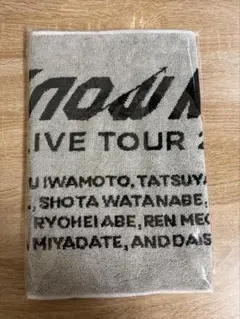 now M
IVE TOUR 2
U IWAMOTO, TATSUYA
, SHOTA WATANABE,
RYOHEI ABE, REN MEG
MIYADATE, AND DAIS